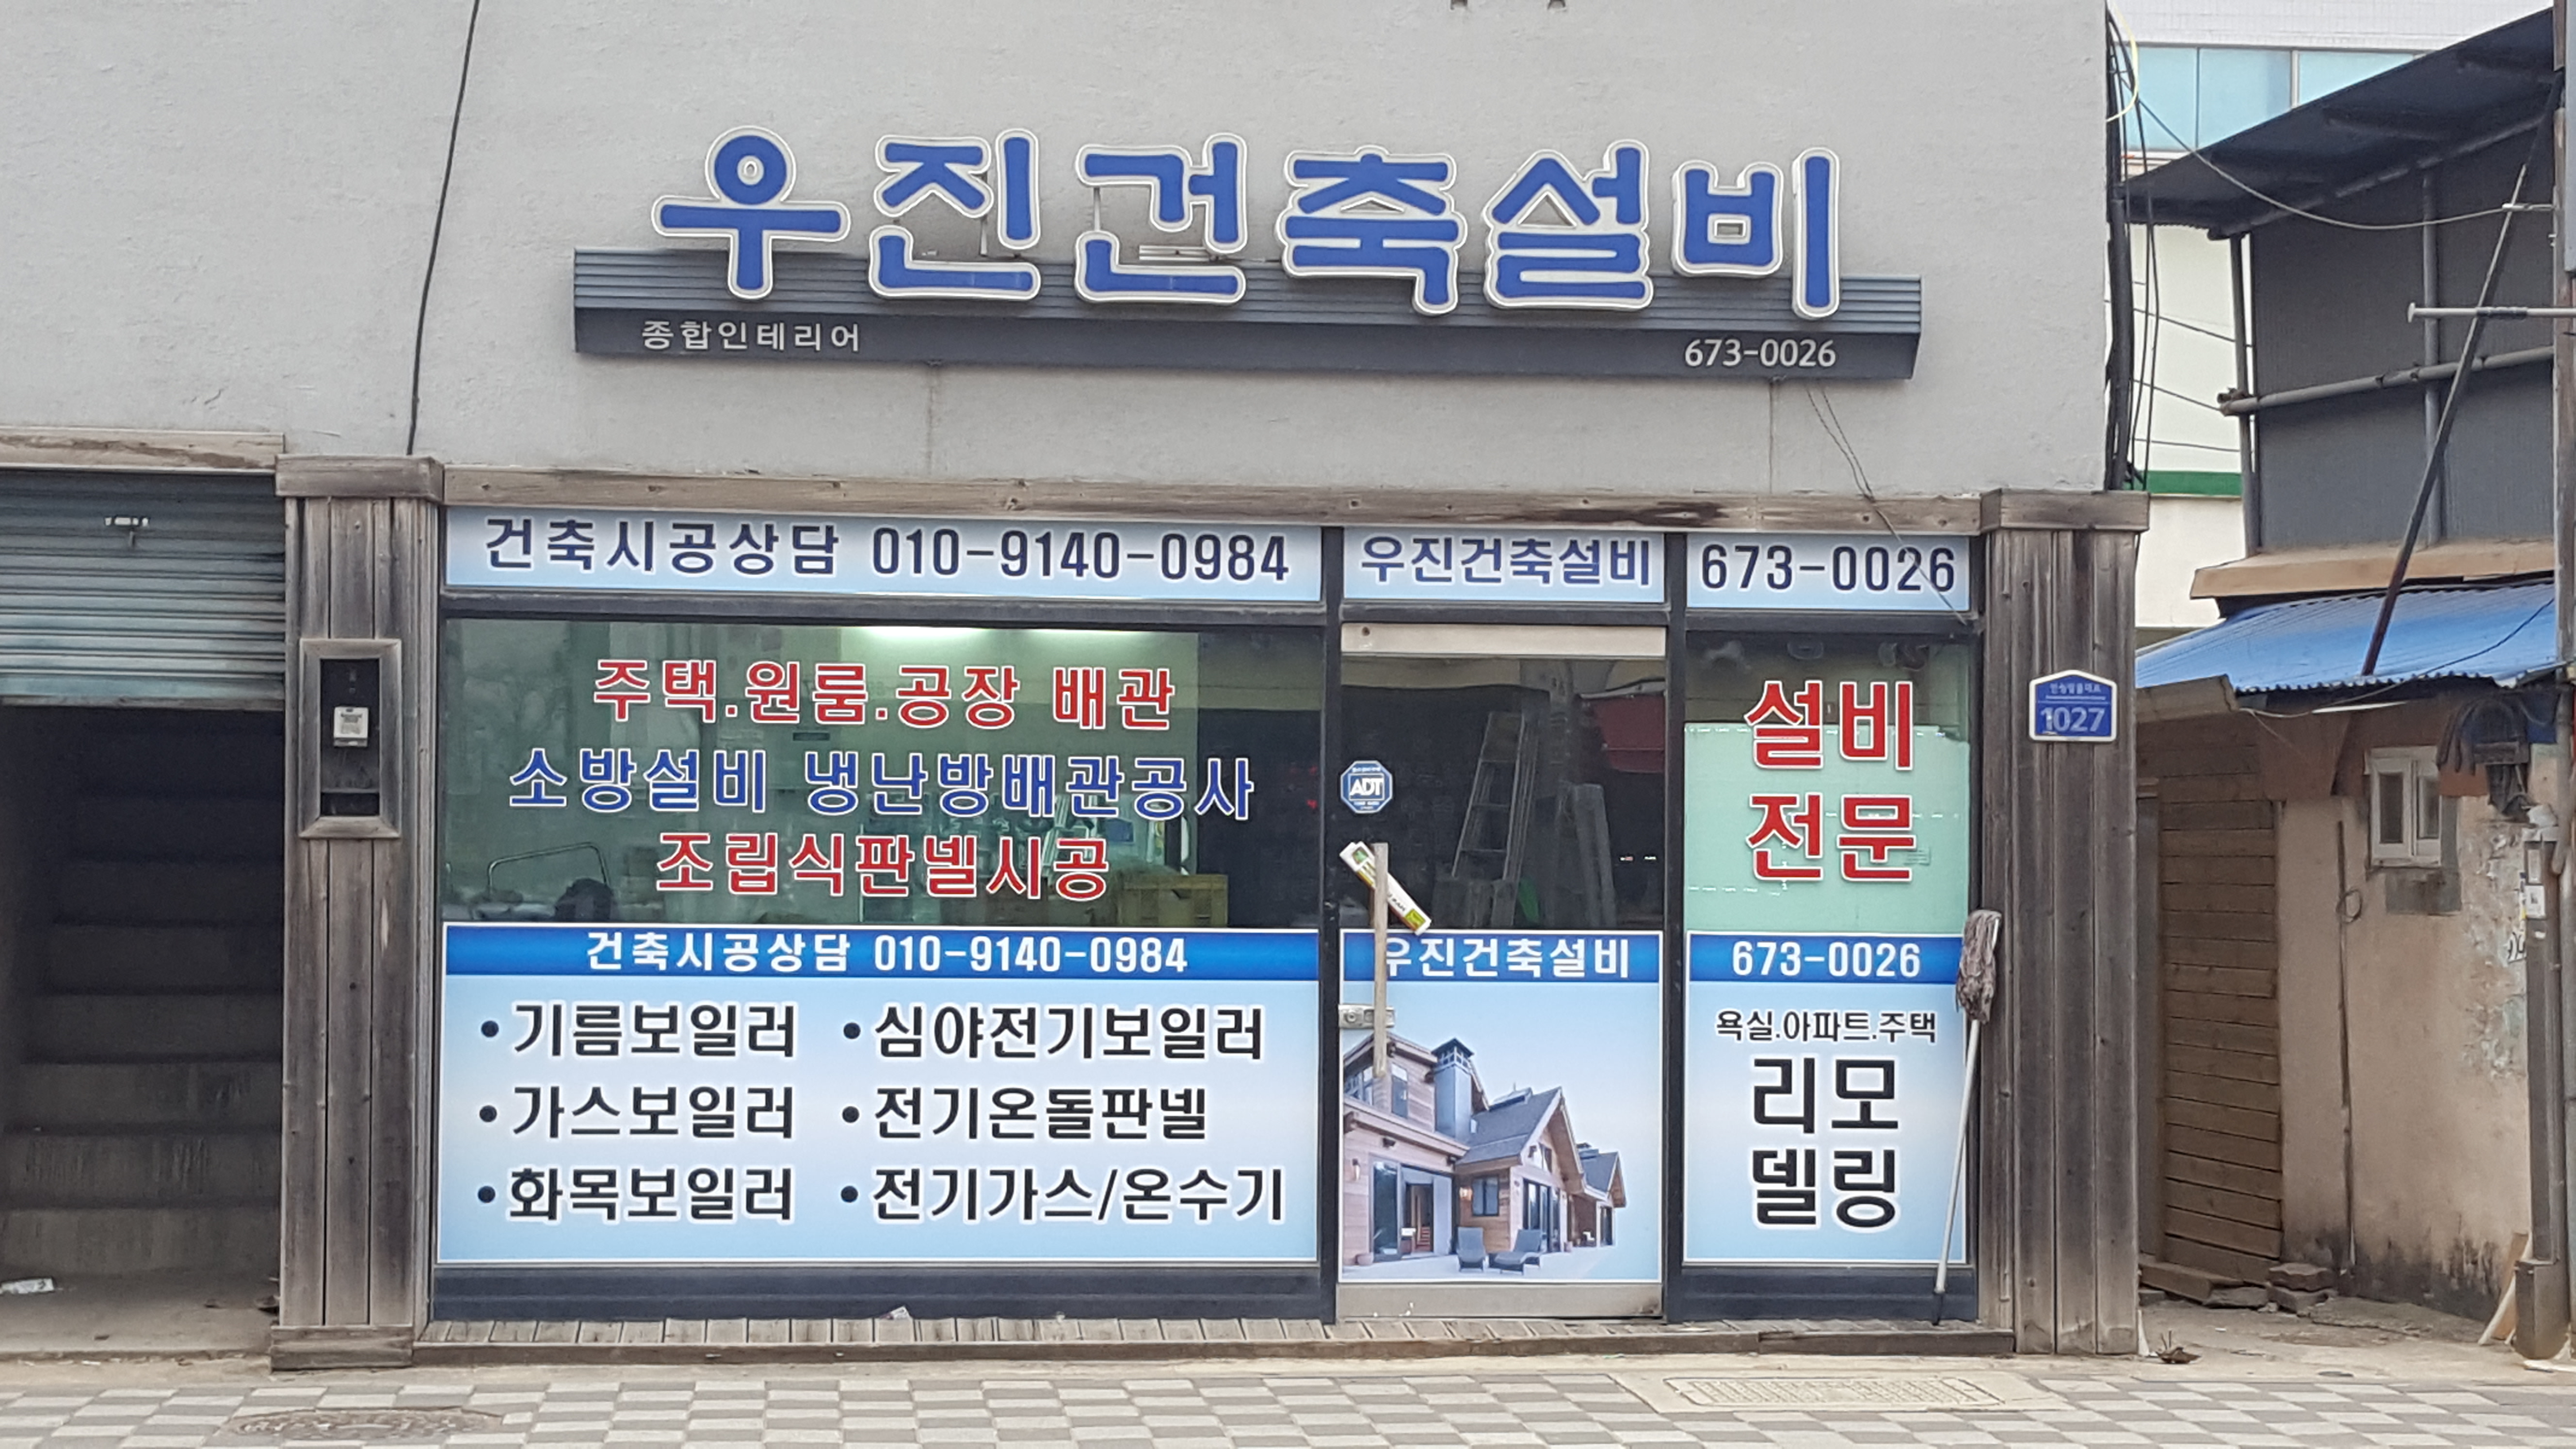 우진건축설비
종합인테리어
673-0026
건축시공상담 010-9140-0984
우진건축설비
673-0026
주택.원룸.공장 배관
소방설비 냉난방배관공사
조립식판넬시공
ADT
설비
전문
1027
건축시공상담 010-9140-0984
•기름보일러 •심야전기보일러
•가스보일러 •전기온돌판넬
•화목보일러 •전기가스/온수기
우진건축설비
673-0026
욕실.아파트.주택
리모
델링